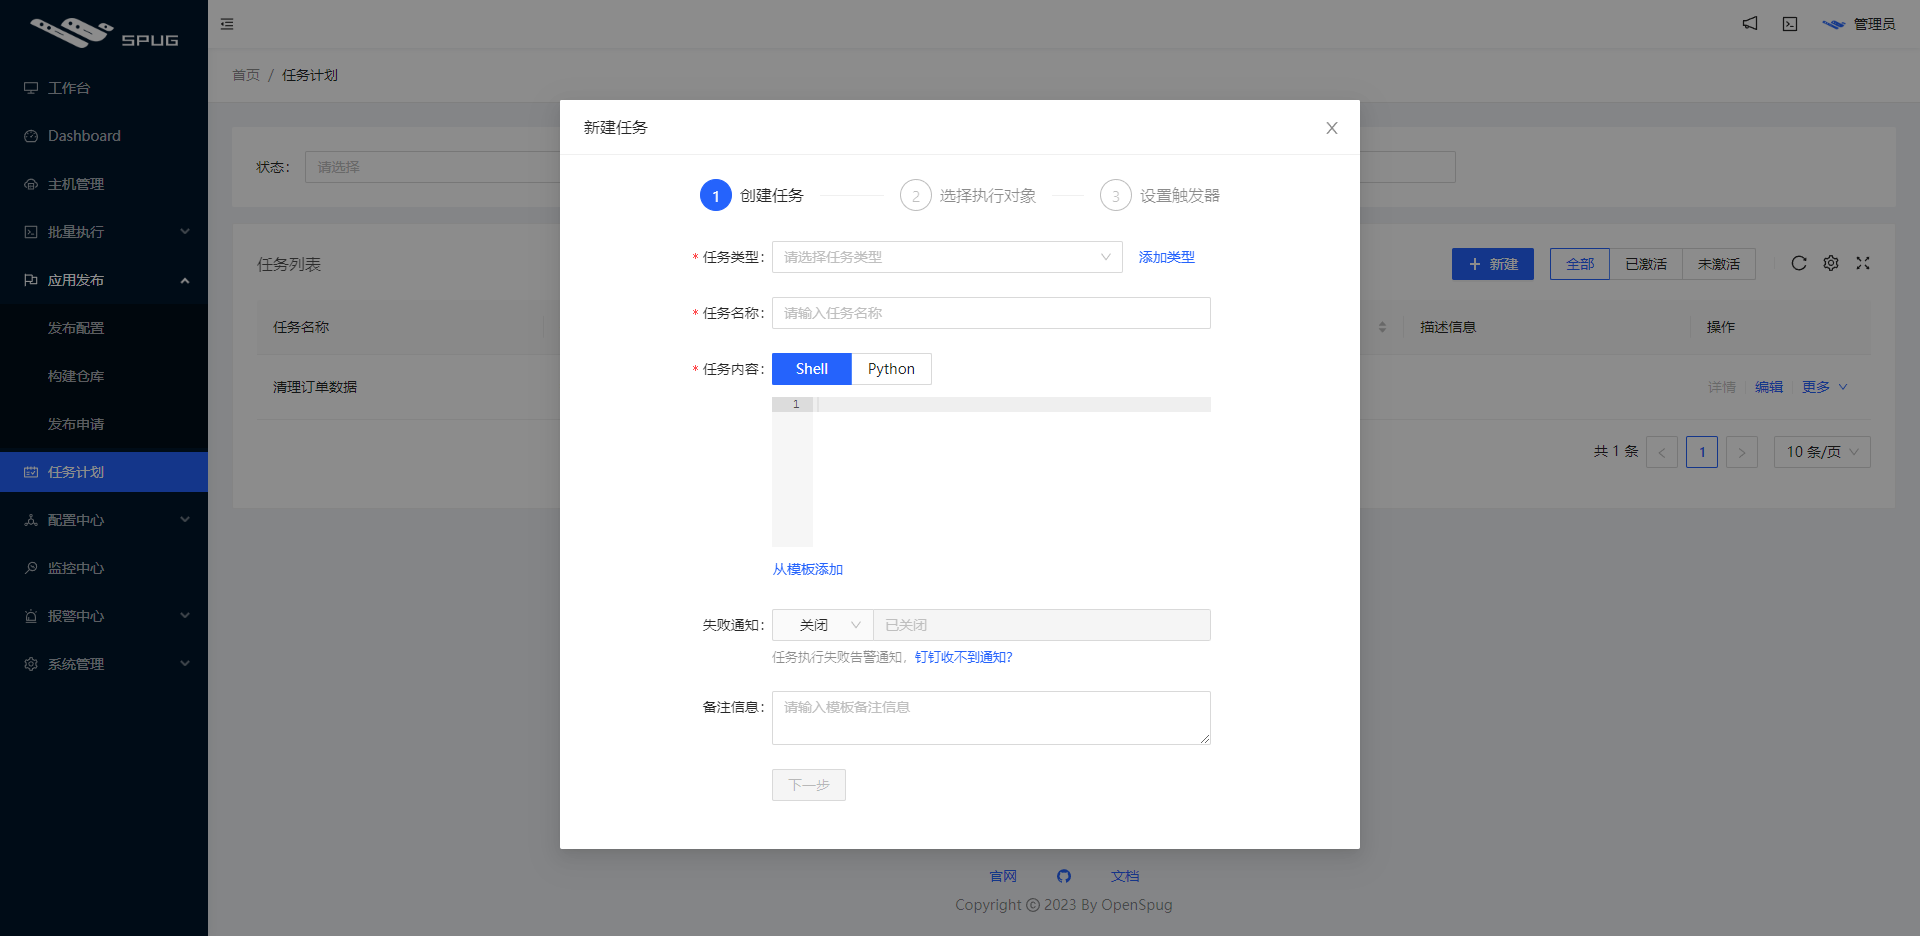 SPUG
管理员
工作台
Dashboard
主机管理
批量执行
应用发布
发布配置
构建仓库
发布申请
任务计划
配置中心
监控中心
报警中心
系统管理
首页 / 任务计划
状态: 请选择
任务列表
新建 全部 已激活 未激活
任务名称 描述信息 操作
清理订单数据 详情 编辑 更多
共 1 条 < 1 > 10 条/页
新建任务
1 创建任务 2 选择执行对象 3 设置触发器
* 任务类型: 请选择任务类型 添加类型
* 任务名称: 请输入任务名称
* 任务内容: Shell Python
1
从模板添加
失败通知: 关闭 已关闭
任务执行失败告警通知, 钉钉收不到通知?
备注信息: 请输入模板备注信息
下一步
官网 文档
Copyright © 2023 By OpenSpug